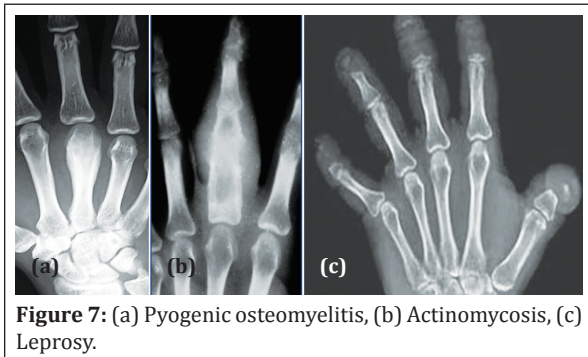 (a)
(b)
(c)
Figure 7: (a) Pyogenic osteomyelitis, (b) Actinomycosis, (c)
Leprosy.